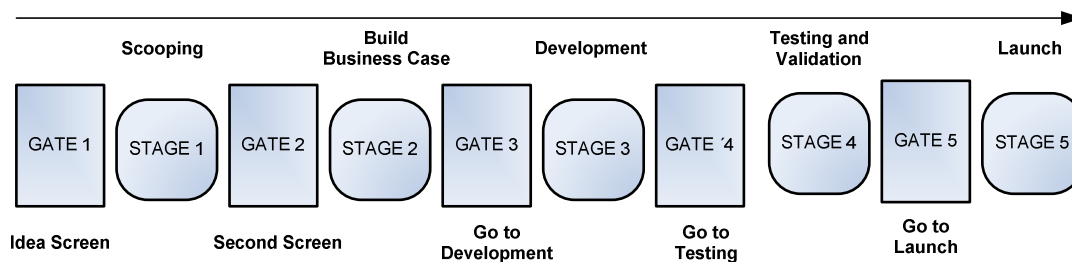 Scooping
Build
Business Case
Development
Testing and
Validation
Launch
GATE 1
STAGE 1
GATE 2
STAGE 2
GATE 3
STAGE 3
GATE ´4
STAGE 4
GATE 5
STAGE 5
Idea Screen
Second Screen
Go to
Development
Go to
Testing
Go to
Launch